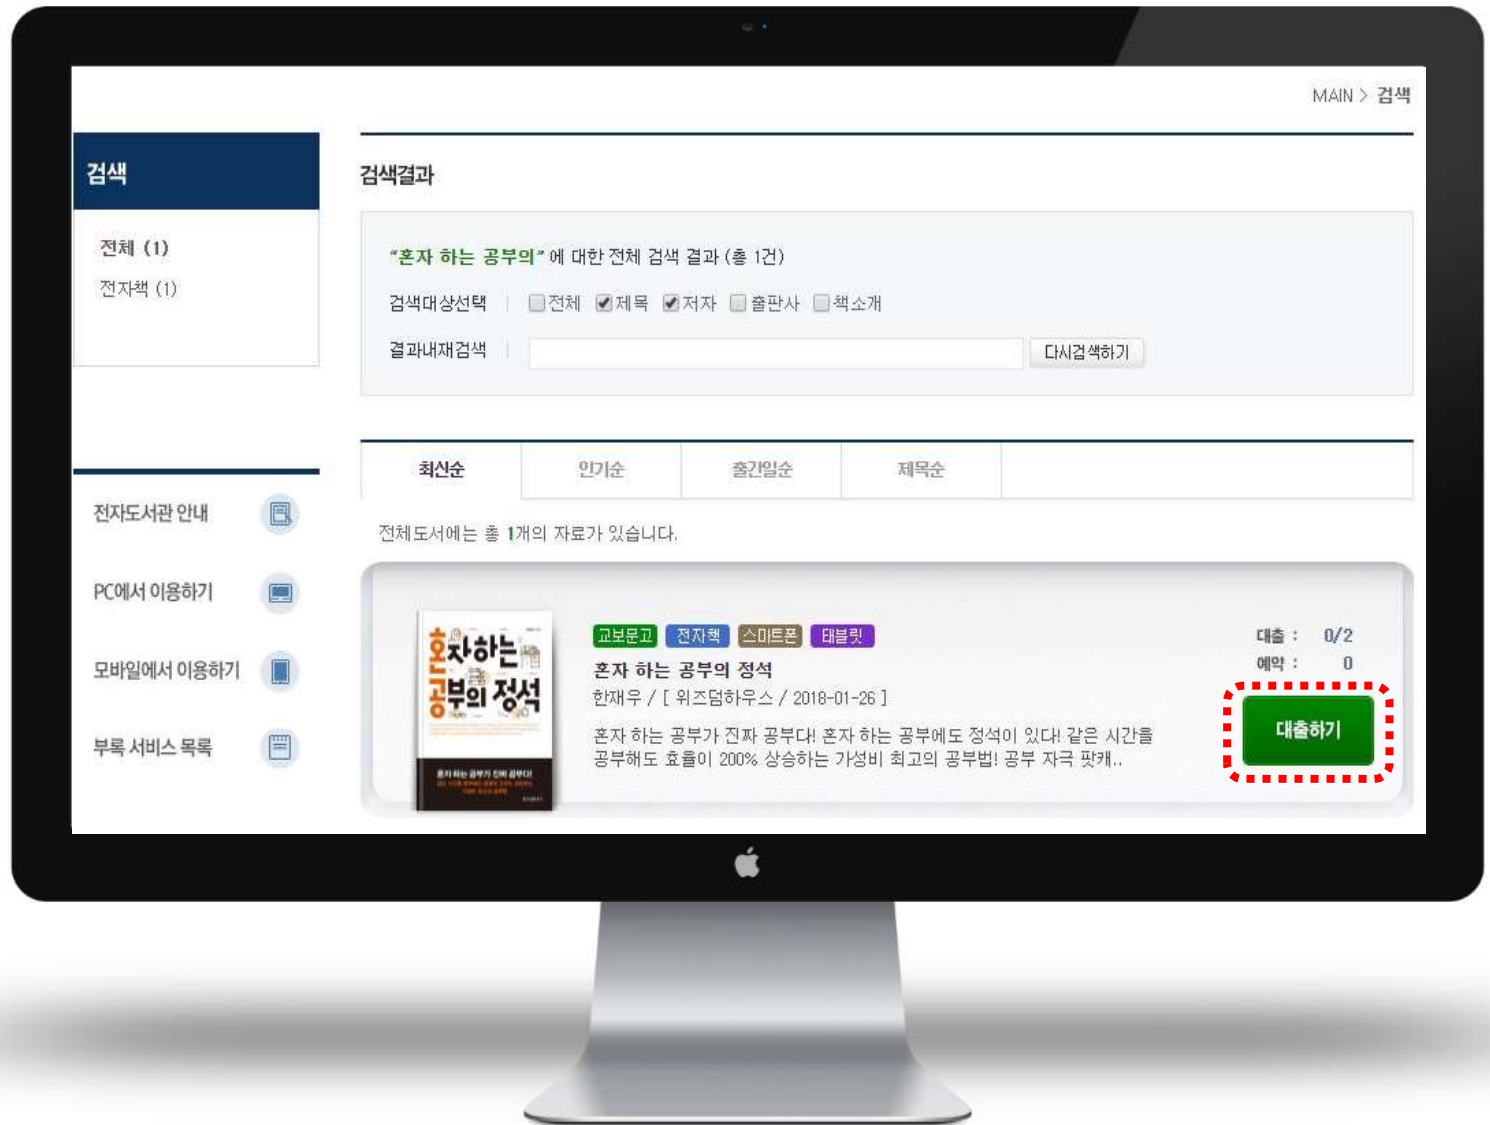 MAIN > 검색
검색
전체 (1)
전자책 (1)
전자도서관 안내
PC에서 이용하기
모바일에서 이용하기
부록 서비스 목록
검색결과
"혼자 하는 공부의" 에 대한 전체 검색 결과 (총 1건)
검색대상선택 전체 제목 저자 출판사 책소개
결과내재검색 다시검색하기
최신순 인기순 출간일순 제목순
전체도서에는 총 1개의 자료가 있습니다.
혼자하는
공부의 정석
혼자 하는 공부가 진짜 공부다!
교보문고 전자책 스마트폰 태블릿
혼자 하는 공부의 정석
한재우 / [ 위즈덤하우스 / 2018-01-26 ]
혼자 하는 공부가 진짜 공부다! 혼자 하는 공부에도 정석이 있다! 같은 시간을
공부해도 효율이 200% 상승하는 가성비 최고의 공부법! 공부 자극 팟캐..
대출 : 0/2
예약 : 0
대출하기